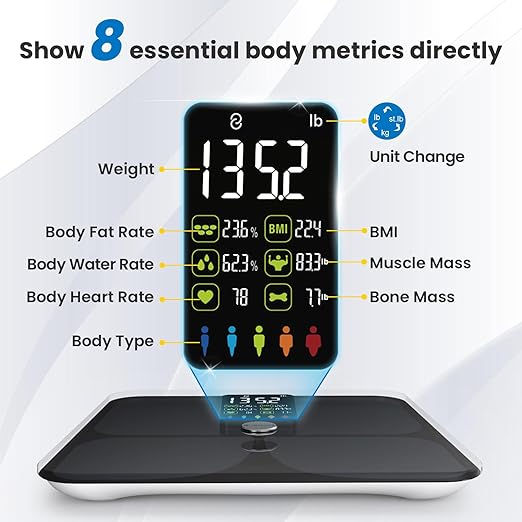 Show 8 essential body metrics directly
lb
lb st.lb
kg
Unit Change
Weight
135.2
Body Fat Rate
23.6%
BMI
22.4
BMI
Body Water Rate
62.3%
83.3lb
Muscle Mass
Body Heart Rate
78
7.7lb
Bone Mass
Body Type
135.2